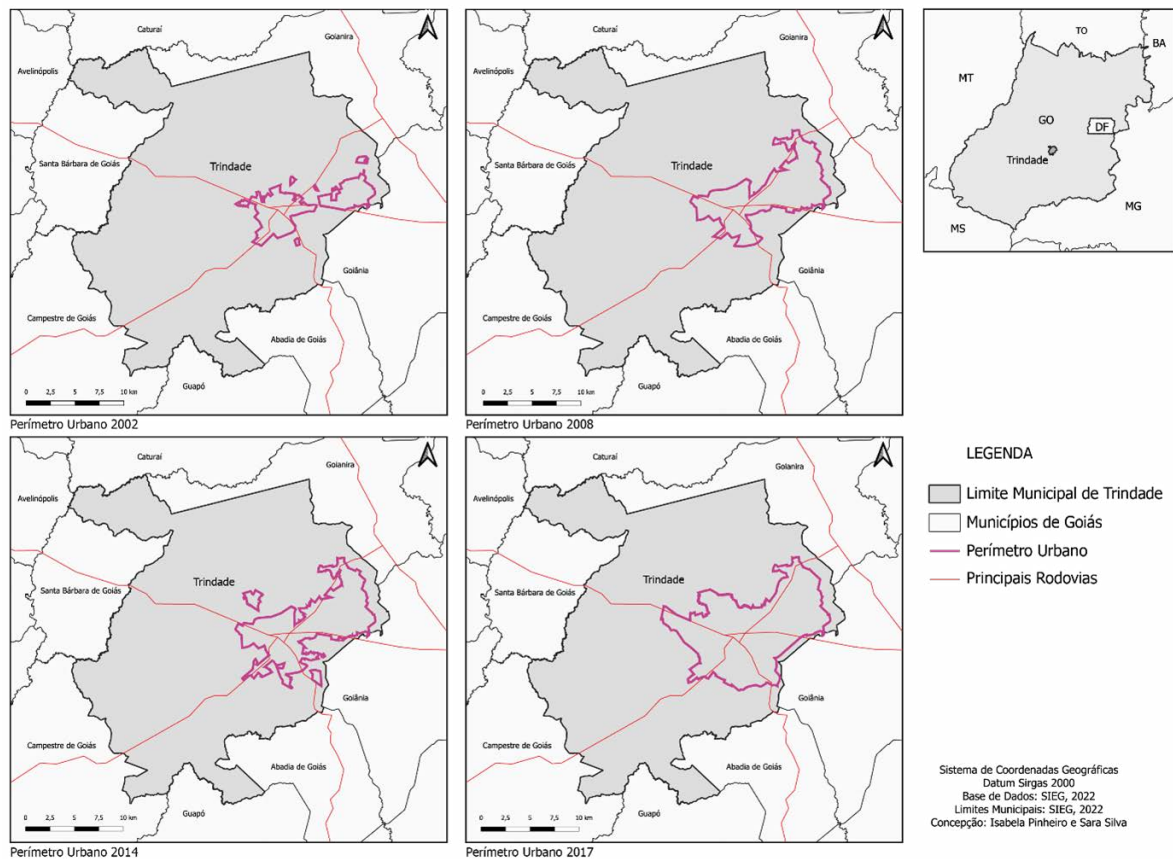 Caturaí
Goianira
Avelinópolis
Santa Bárbara de Goiás
Trindade
Goiânia
Campestre de Goiás
Abadia de Goiás
Guapó
0 2,5 5 7,5 10 km
Perímetro Urbano 2002
Caturaí
Goianira
Avelinópolis
Santa Bárbara de Goiás
Trindade
Goiânia
Campestre de Goiás
Abadia de Goiás
Guapó
0 2,5 5 7,5 10 km
Perímetro Urbano 2008
TO
BA
MT
GO
DF
Trindade
MG
MS
Caturaí
Goianira
Avelinópolis
Santa Bárbara de Goiás
Trindade
Goiânia
Campestre de Goiás
Abadia de Goiás
Guapó
0 2,5 5 7,5 10 km
Perímetro Urbano 2014
Caturaí
Goianira
Avelinópolis
Santa Bárbara de Goiás
Trindade
Goiânia
Campestre de Goiás
Abadia de Goiás
Guapó
0 2,5 5 7,5 10 km
Perímetro Urbano 2017
LEGENDA
Limite Municipal de Trindade
Municípios de Goiás
Perímetro Urbano
Principais Rodovias
Sistema de Coordenadas Geográficas
Datum Sirgas 2000
Base de Dados: SIEG, 2022
Limites Municipais: SIEG, 2022
Concepção: Isabela Pinheiro e Sara Silva